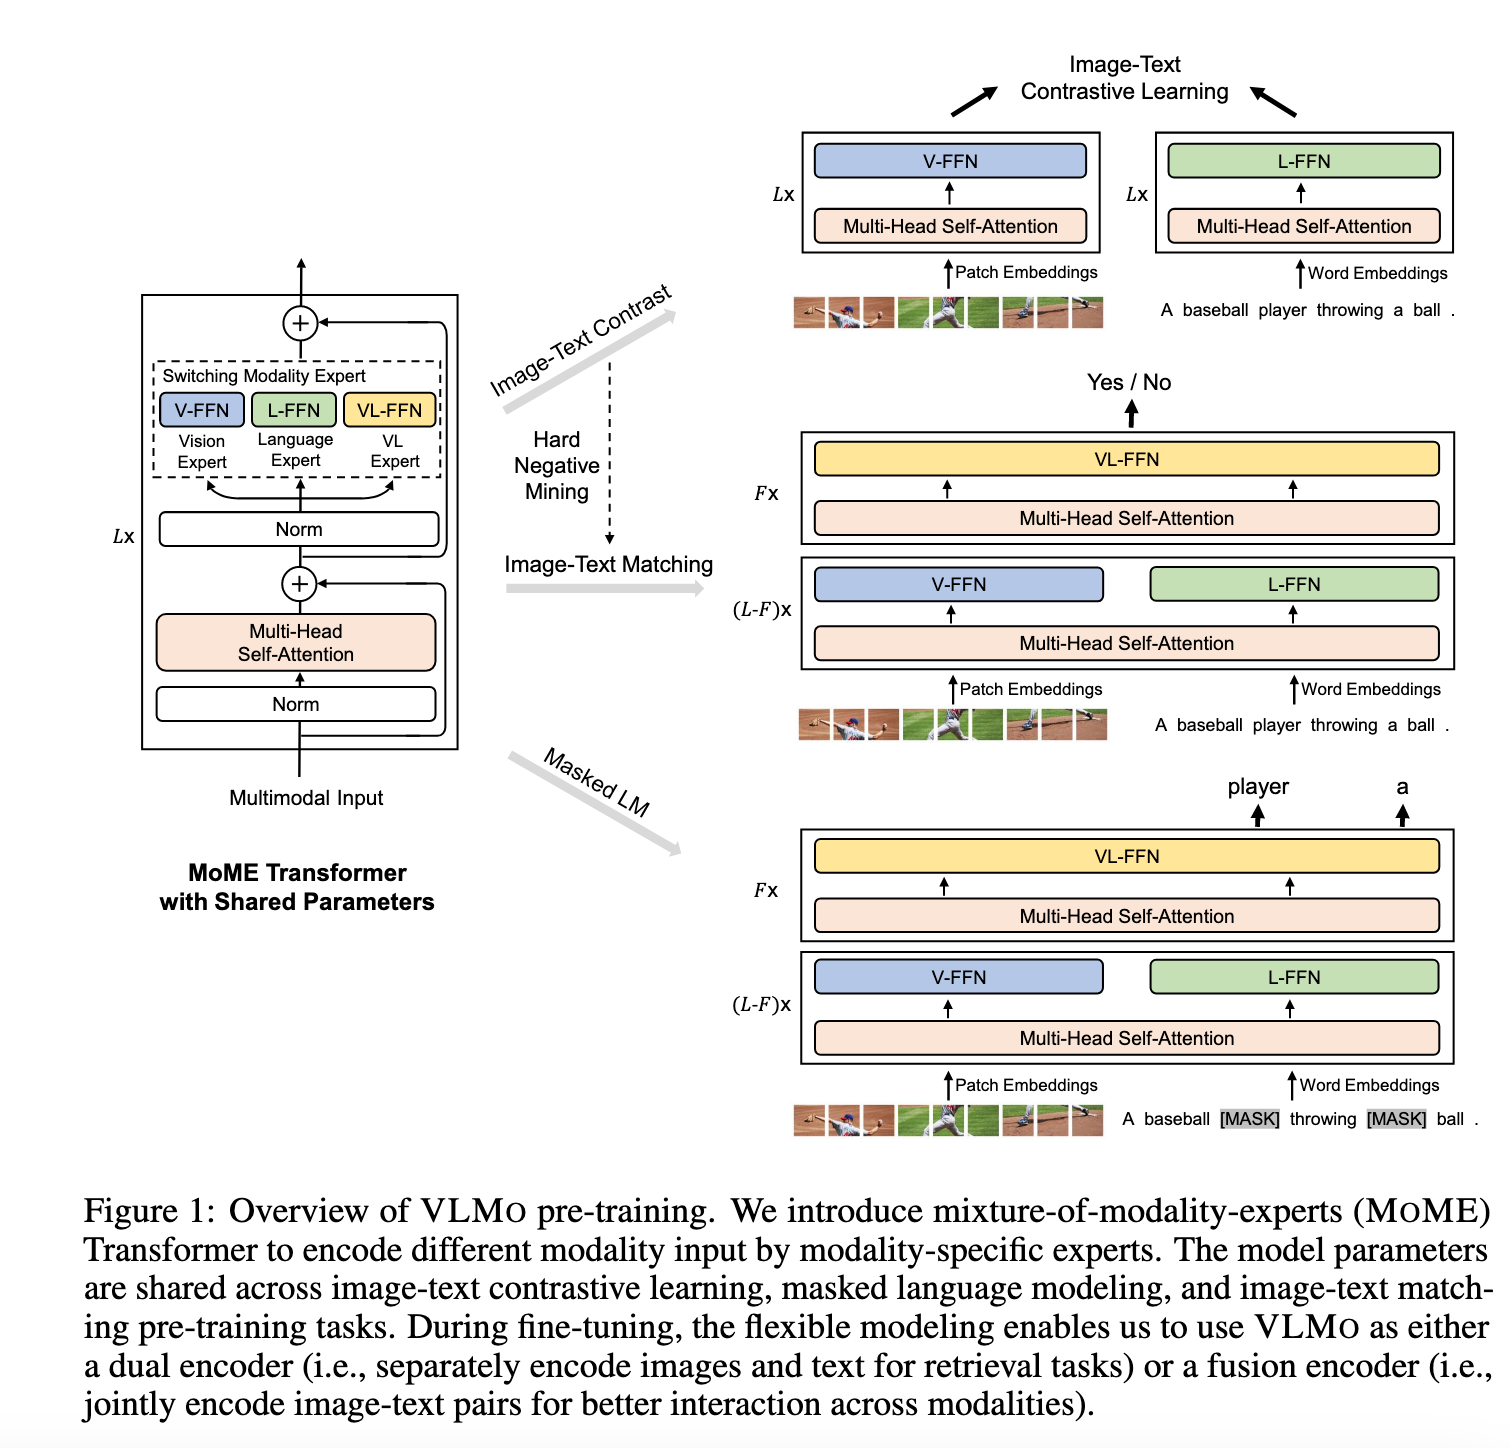 Image-Text
Contrastive Learning
V-FFN
Multi-Head Self-Attention
Lx
Patch Embeddings
L-FFN
Multi-Head Self-Attention
Lx
Word Embeddings
A baseball player throwing a ball .
Switching Modality Expert
V-FFN
L-FFN
VL-FFN
Vision
Expert
Language
Expert
VL
Expert
Norm
Lx
Multi-Head
Self-Attention
Norm
Multimodal Input
MoME Transformer
with Shared Parameters
Image-Text Contrast
Hard
Negative
Mining
Image-Text Matching
Masked LM
Yes / No
VL-FFN
Fx
Multi-Head Self-Attention
V-FFN
L-FFN
(L-F)x
Multi-Head Self-Attention
Patch Embeddings
Word Embeddings
A baseball player throwing a ball .
player
a
VL-FFN
Fx
Multi-Head Self-Attention
V-FFN
L-FFN
(L-F)x
Multi-Head Self-Attention
Patch Embeddings
Word Embeddings
A baseball [MASK] throwing [MASK] ball .
Figure 1: Overview of VLMO pre-training. We introduce mixture-of-modality-experts (MOME)
Transformer to encode different modality input by modality-specific experts. The model parameters
are shared across image-text contrastive learning, masked language modeling, and image-text match-
ing pre-training tasks. During fine-tuning, the flexible modeling enables us to use VLMO as either
a dual encoder (i.e., separately encode images and text for retrieval tasks) or a fusion encoder (i.e.,
jointly encode image-text pairs for better interaction across modalities).